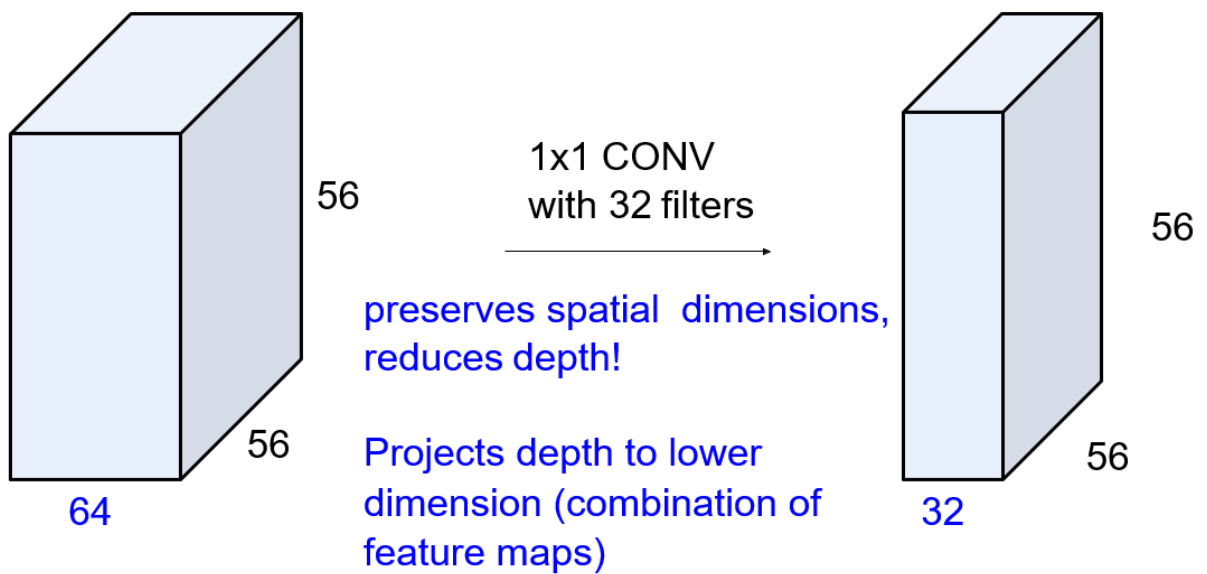 56
56
64
1x1 CONV
with 32 filters
preserves spatial dimensions,
reduces depth!
Projects depth to lower
dimension (combination of
feature maps)
56
56
32